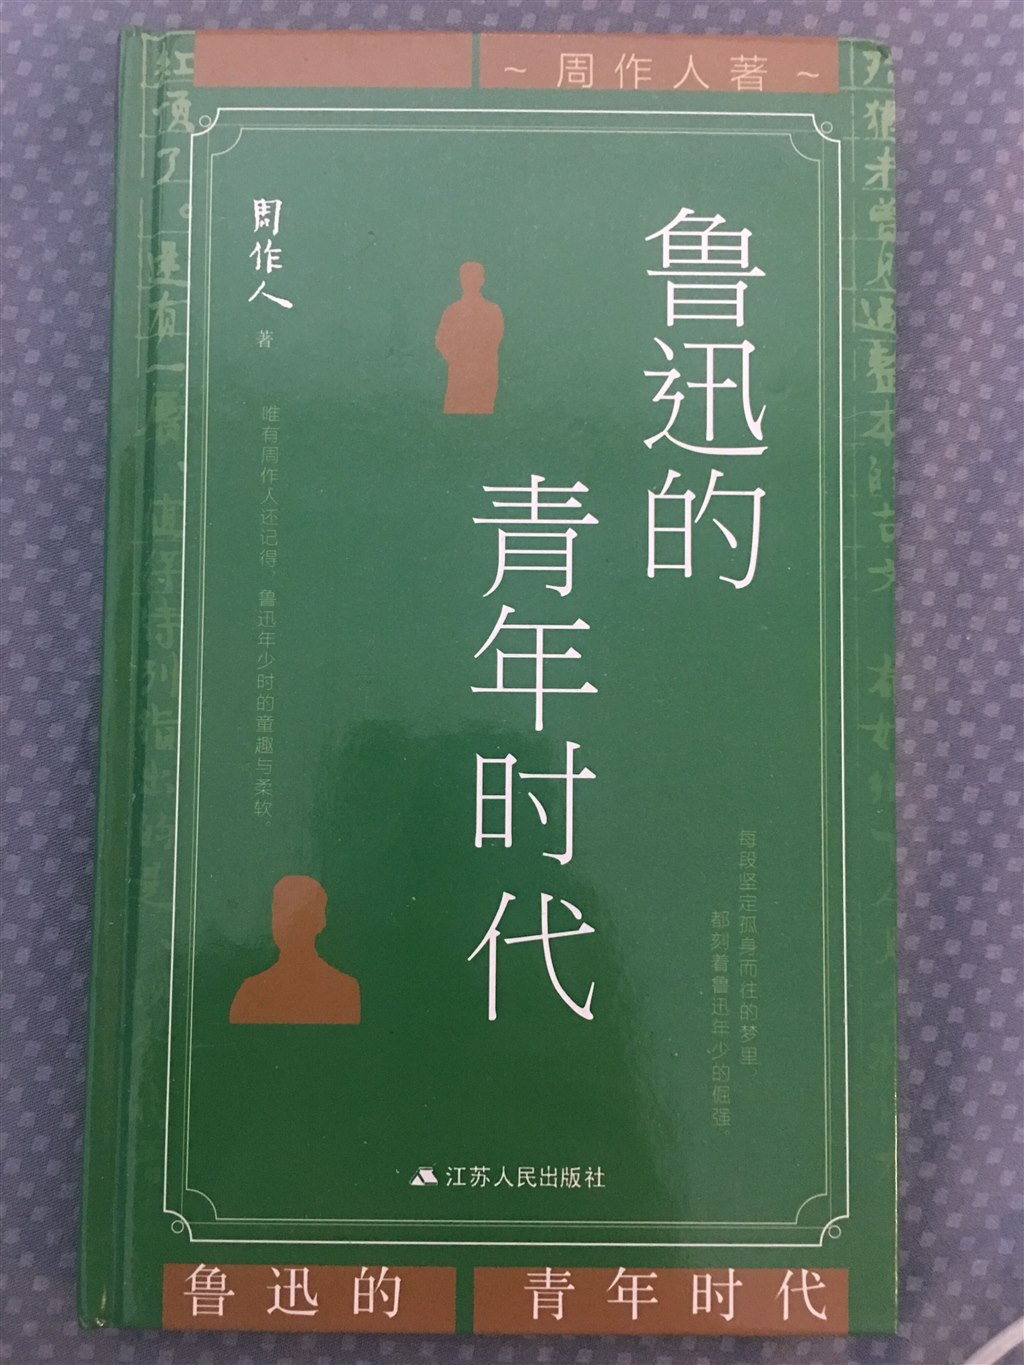 ~ 周作人著 ~
鲁迅的
青年时代
周作人
著
唯有周作人还记得，鲁迅年少时的童趣与柔软。
每段坚定孤身而往的梦里，
都刻着鲁迅年少的倔强。
江苏人民出版社
鲁迅的 青年时代